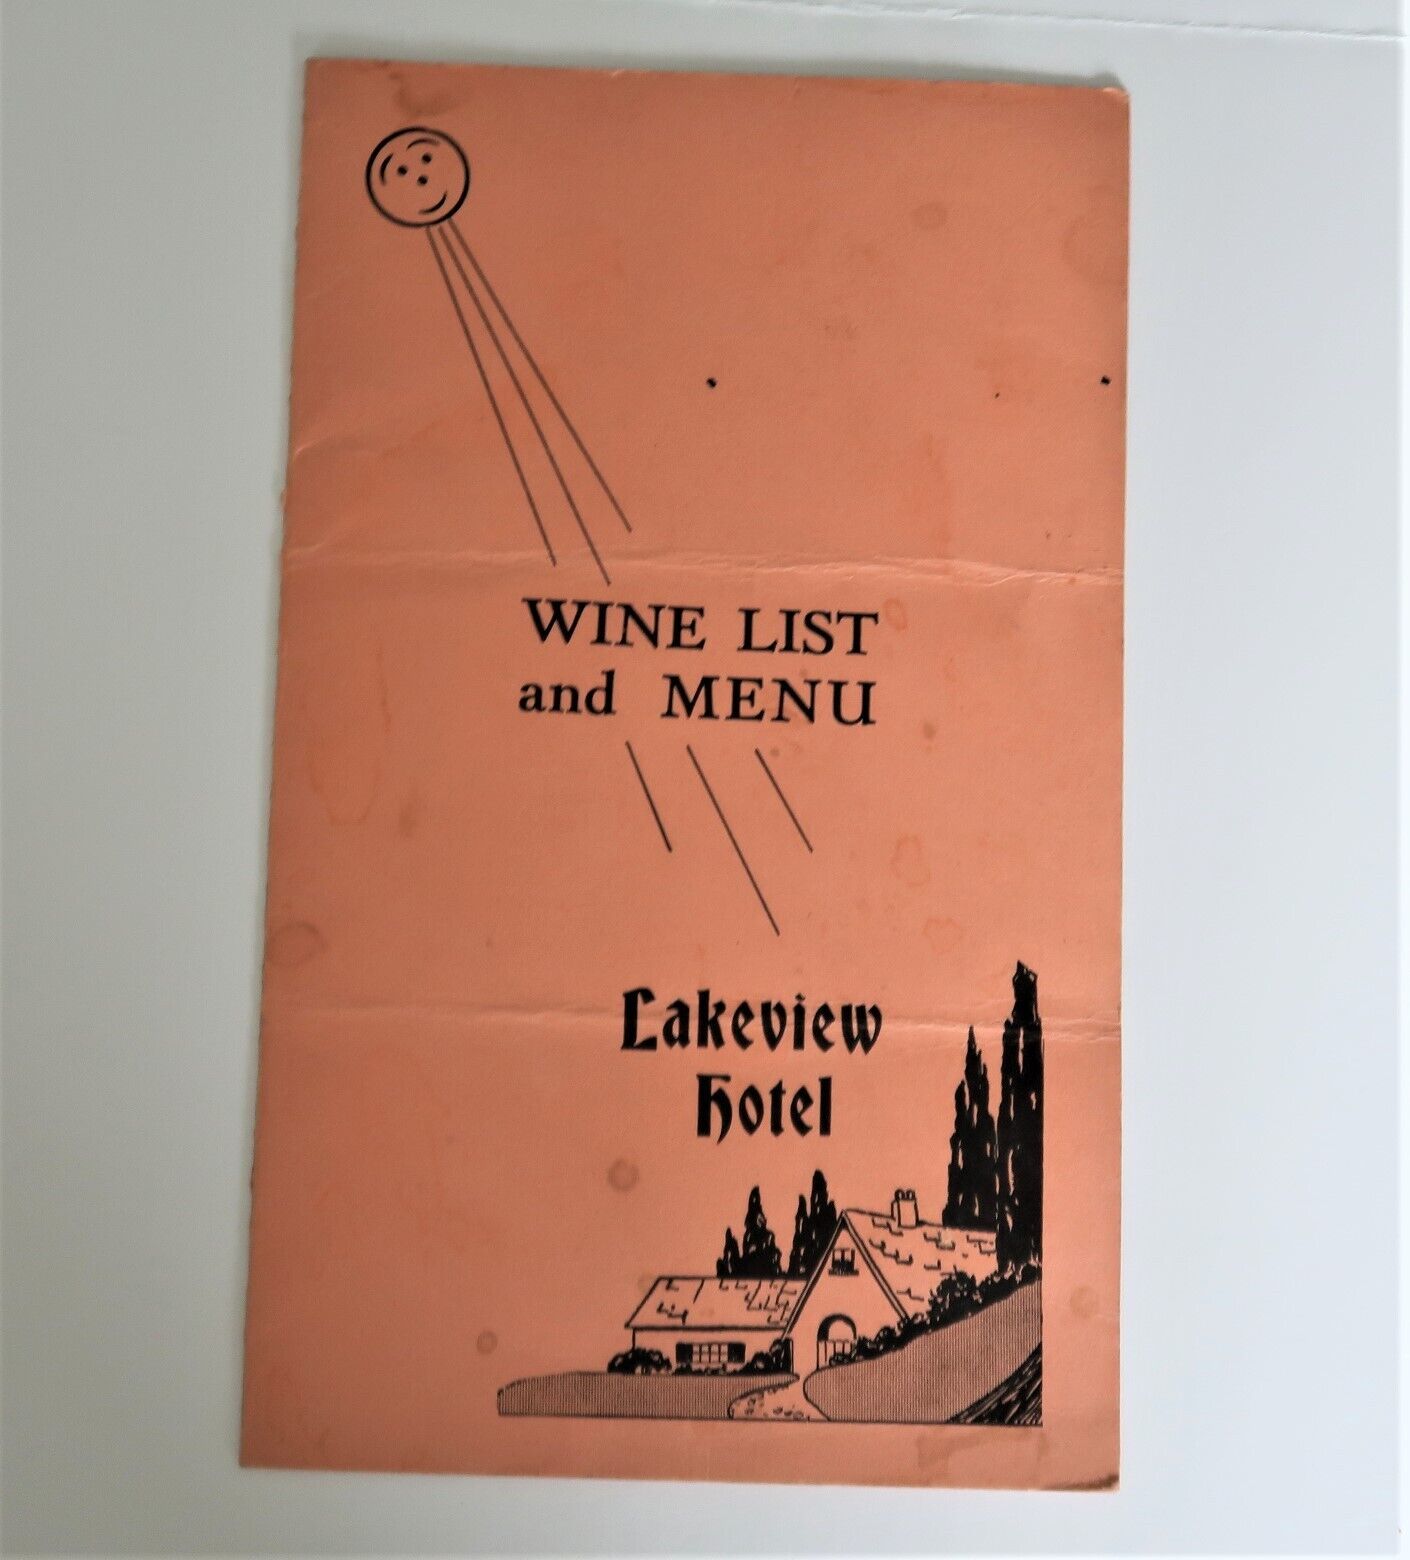 WINE LIST
and MENU
Lakeview
Hotel